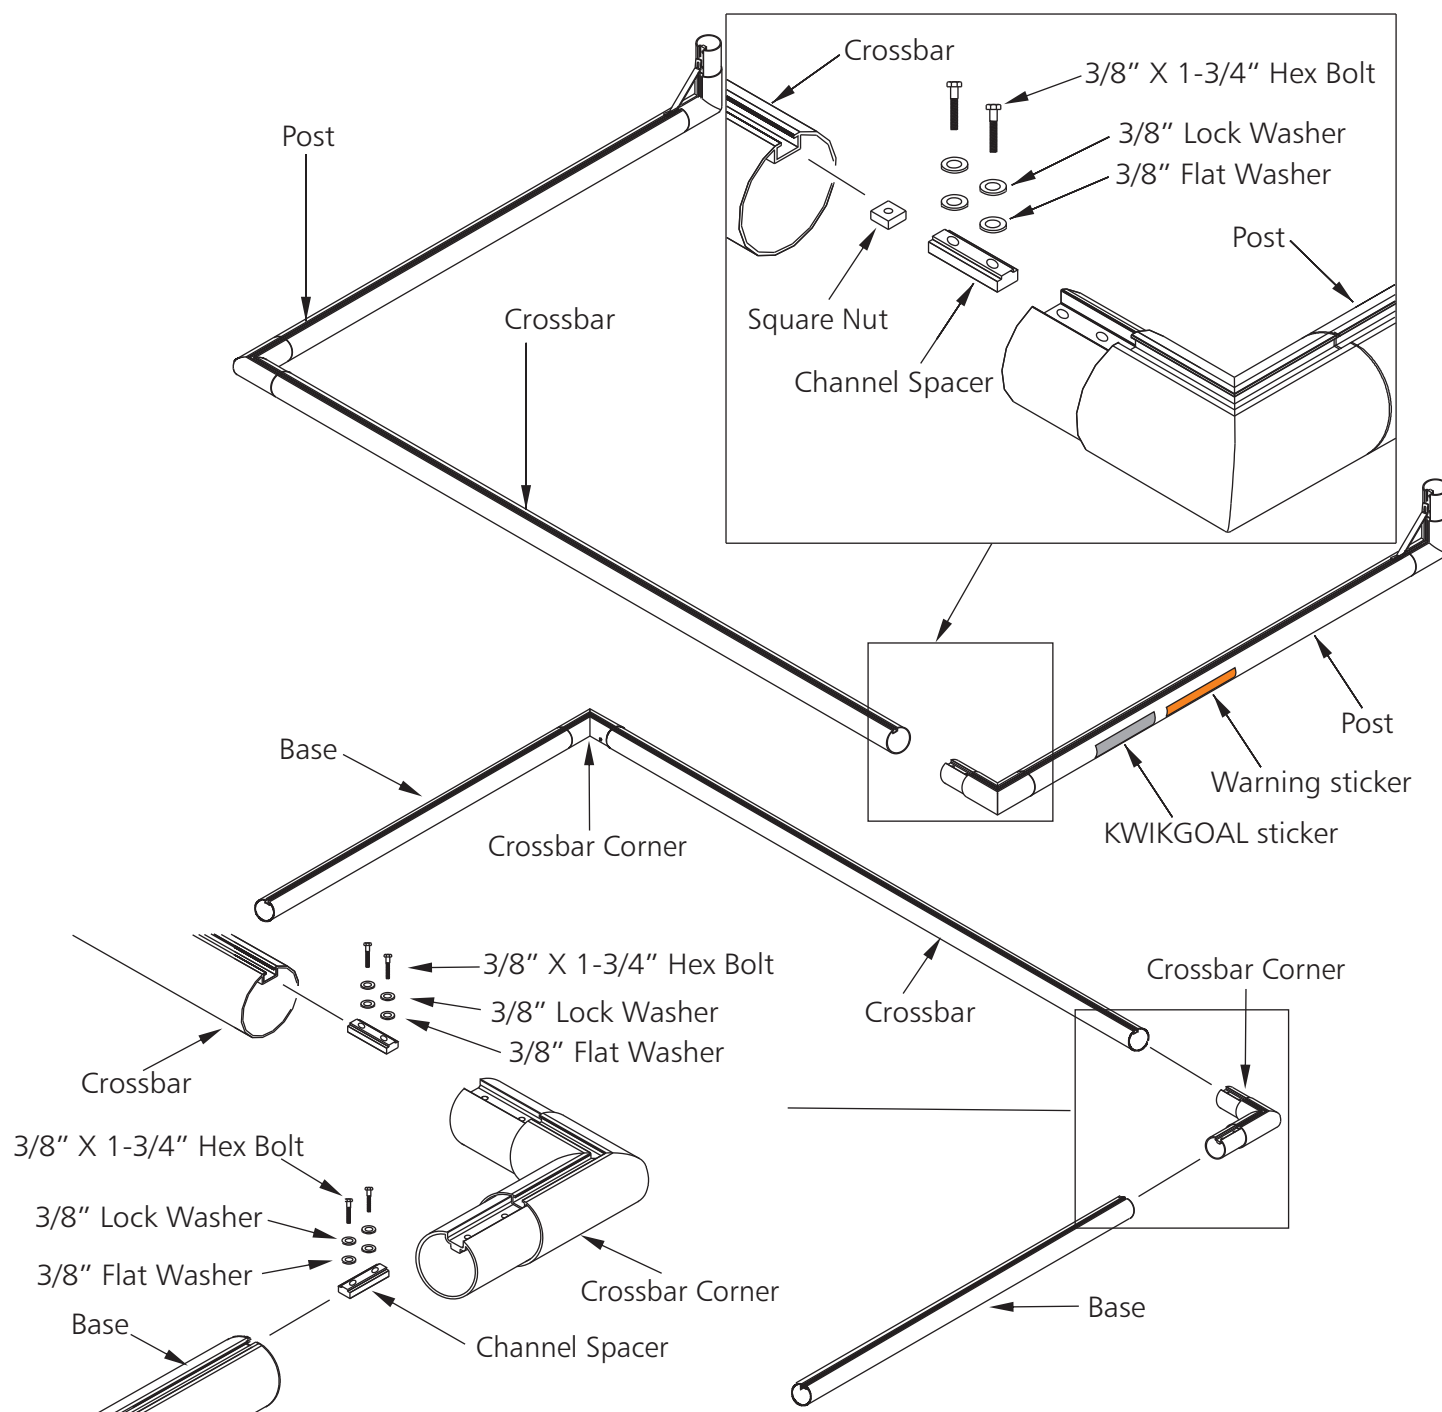 Crossbar
3/8” X 1-3/4” Hex Bolt
3/8” Lock Washer
3/8” Flat Washer
Post
Post
Crossbar
Square Nut
Channel Spacer
Post
Warning sticker
KWIKGOAL sticker
Base
Crossbar Corner
3/8” X 1-3/4” Hex Bolt
3/8” Lock Washer
3/8” Flat Washer
Crossbar
Crossbar
Crossbar Corner
3/8” X 1-3/4” Hex Bolt
3/8” Lock Washer
3/8” Flat Washer
Crossbar Corner
Base
Channel Spacer
Base